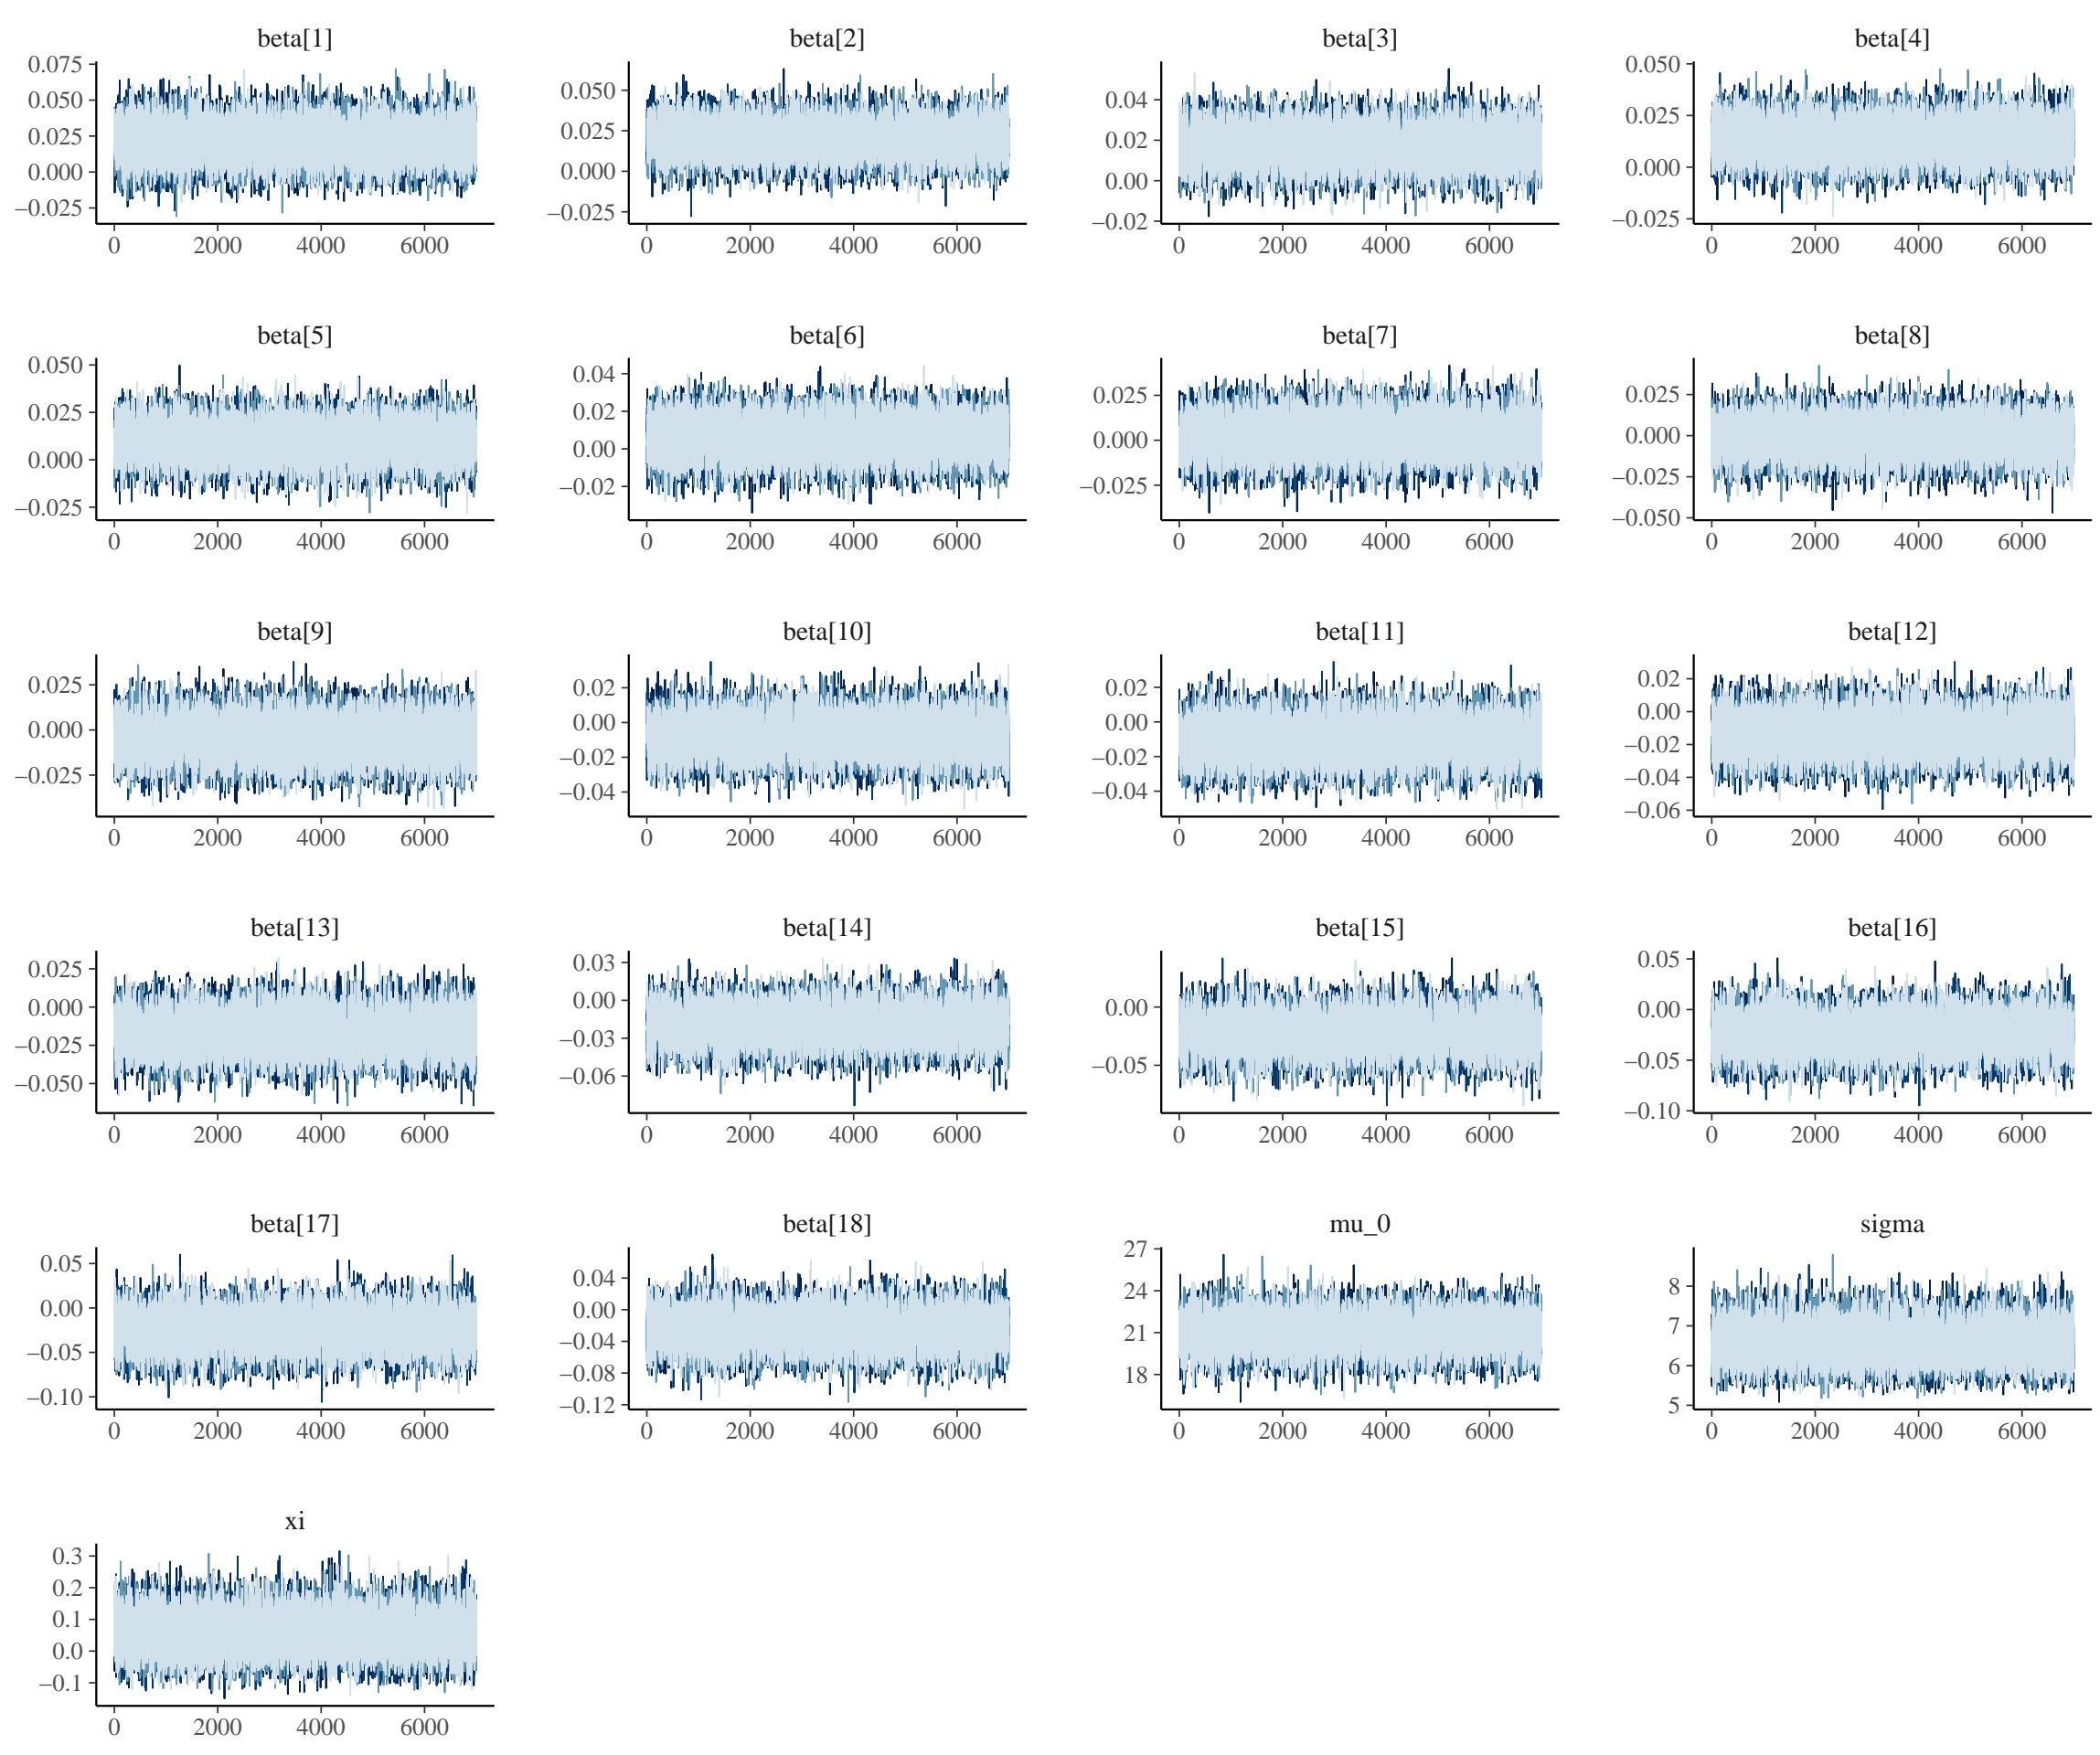 beta[1] beta[2] beta[3] beta[4]
0.075 0.050 0.025 0.000 −0.025
0.050 0.025 0.000 −0.025
0.04 0.02 0.00 −0.02
0.050 0.025 0.000 −0.025
0 2000 4000 6000 0 2000 4000 6000 0 2000 4000 6000 0 2000 4000 6000
beta[5] beta[6] beta[7] beta[8]
0.050 0.025 0.000 −0.025
0.04 0.02 0.00 −0.02
0.025 0.000 −0.025
0.025 0.000 −0.025 −0.050
0 2000 4000 6000 0 2000 4000 6000 0 2000 4000 6000 0 2000 4000 6000
beta[9] beta[10] beta[11] beta[12]
0.025 0.000 −0.025
0.02 0.00 −0.02 −0.04
0.02 0.00 −0.02 −0.04
0.02 0.00 −0.02 −0.04 −0.06
0 2000 4000 6000 0 2000 4000 6000 0 2000 4000 6000 0 2000 4000 6000
beta[13] beta[14] beta[15] beta[16]
0.025 0.000 −0.025 −0.050
0.03 0.00 −0.03 −0.06
0.00 −0.05
0.05 0.00 −0.05 −0.10
0 2000 4000 6000 0 2000 4000 6000 0 2000 4000 6000 0 2000 4000 6000
beta[17] beta[18] mu_0 sigma
0.05 0.00 −0.05 −0.10
0.04 0.00 −0.04 −0.08 −0.12
27 24 21 18
8 7 6 5
0 2000 4000 6000 0 2000 4000 6000 0 2000 4000 6000 0 2000 4000 6000
xi
0.3 0.2 0.1 0.0 −0.1
0 2000 4000 6000